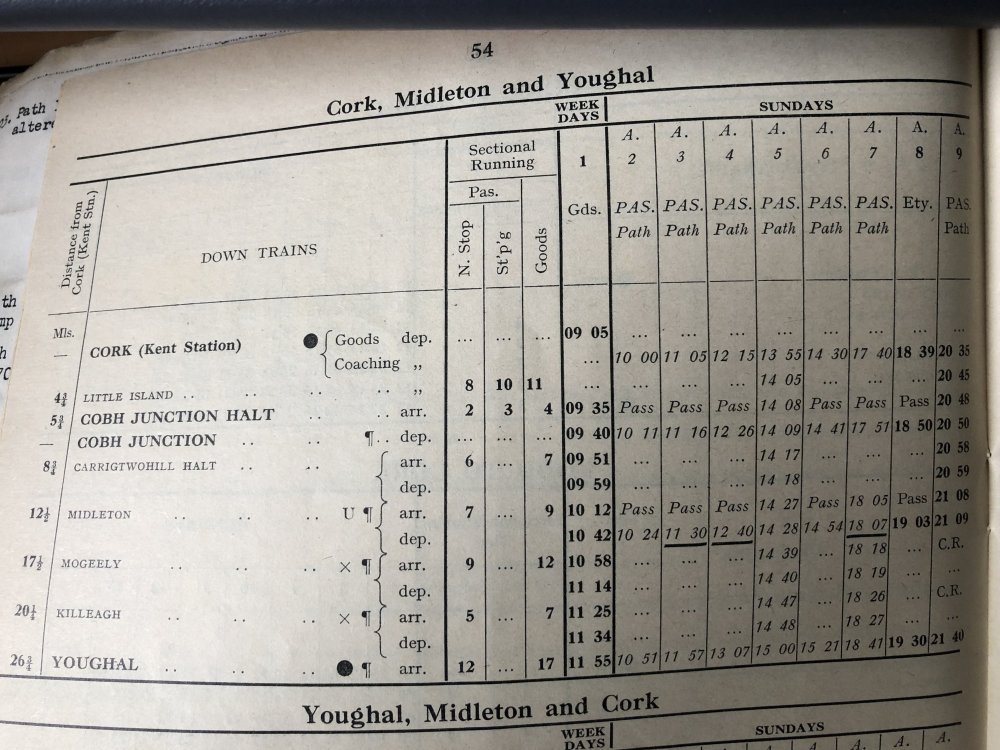 54
Cork, Midleton and Youghal
WEEK DAYS SUNDAYS
A. A. A. A. A. A. A. A.
Sectional Running 1 2 3 4 5 6 7 8 9
Distance from Cork (Kent Stn.) DOWN TRAINS Pas. Gds. PAS. PAS. PAS. PAS. PAS. PAS. Ety. PAS.
N. Stop St'p'g Goods Path Path Path Path Path Path Path
Mls.
— CORK (Kent Station) ● Goods dep. ... ... ... 09 05 ... ... ... ... ... ... ... ...
Coaching „ ... 10 00 11 05 12 15 13 55 14 30 17 40 18 39 20 35
4¾ LITTLE ISLAND .. .. „ 8 10 11 ... ... ... ... 14 05 ... ... ... 20 45
5¾ COBH JUNCTION HALT .. .. arr. 2 3 4 09 35 Pass Pass Pass 14 08 Pass Pass Pass 20 48
— COBH JUNCTION .. .. ¶.. dep. ... ... ... 09 40 10 11 11 16 12 26 14 09 14 41 17 51 18 50 20 50
8¾ CARRIGTWOHILL HALT .. .. arr. 6 ... 7 09 51 ... ... ... 14 17 ... ... ... 20 58
dep. 09 59 ... ... ... 14 18 ... ... ... 20 59
12½ MIDLETON .. .. .. U ¶ arr. 7 ... 9 10 12 Pass Pass Pass 14 27 Pass 18 05 Pass 21 08
dep. 10 42 10 24 11 30 12 40 14 28 14 54 18 07 19 03 21 09
17½ MOGEELY .. .. .. × ¶ arr. 9 ... 12 10 58 ... ... ... 14 39 ... 18 18 ... C.R.
dep. 11 14 ... ... ... 14 40 ... 18 19 ... ...
20¼ KILLEAGH .. .. .. × ¶ arr. 5 ... 7 11 25 ... ... ... 14 47 ... 18 26 ... C.R.
dep. 11 34 ... ... ... 14 48 ... 18 27 ...
26¾ YOUGHAL .. .. .. ● ¶ arr. 12 ... 17 11 55 10 51 11 57 13 07 15 00 15 21 18 41 19 30 21 40
Youghal, Midleton and Cork
WEEK DAYS SUNDAYS
A. A. A. A. A. A.
Path